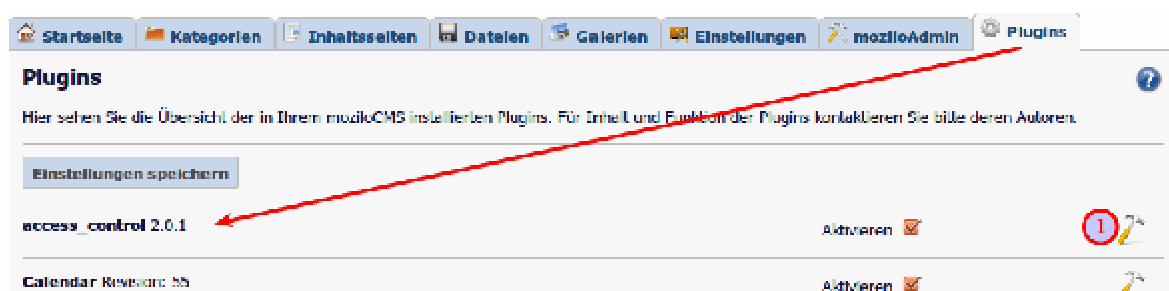 Startseite Kategorien Inhaltsseiten Dateien Galerien Einstellungen moziloAdmin Plugins
Plugins
?
Hier sehen Sie die Übersicht der in Ihrem moziloCMS installierten Plugins. Für Inhalt und Funktion der Plugins kontaktieren Sie bitte deren Autoren.
Einstellungen speichern
access_control 2.0.1 Aktivieren 1
Calendar Revision: 55 Aktivieren